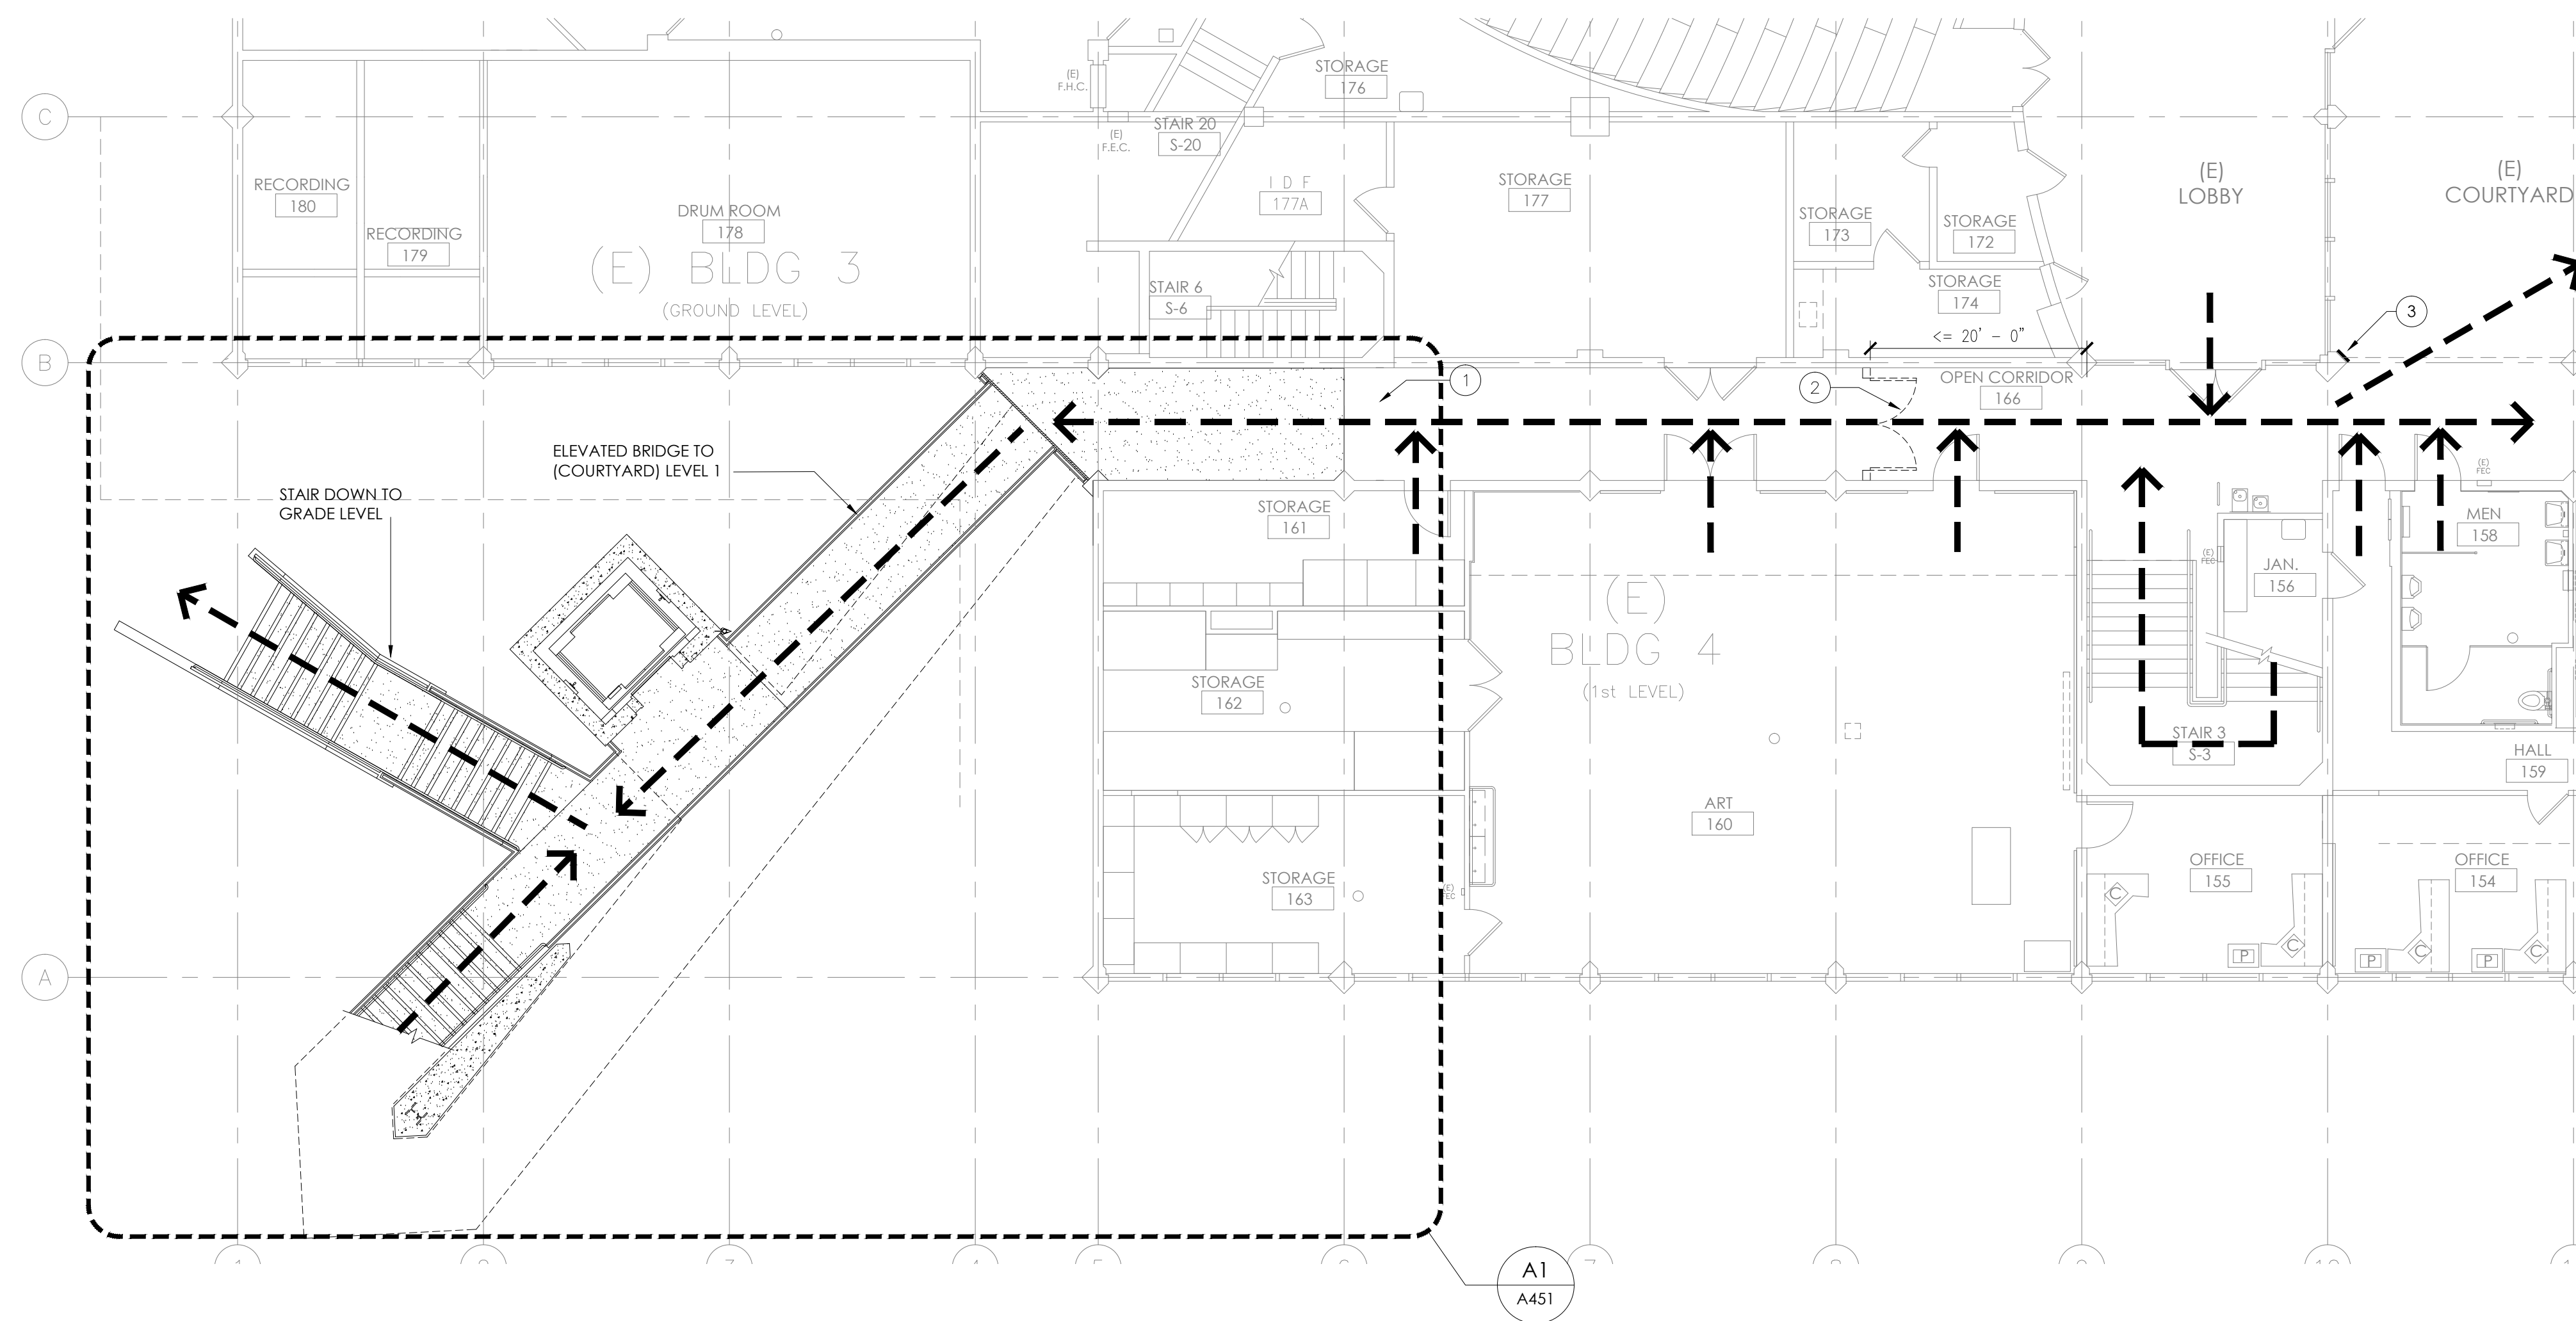 STORAGE
176
(E)
F.H.C.
C
STAIR 20
S-20
(E)
F.E.C.
RECORDING
180
RECORDING
179
DRUM ROOM
178
(E) BLDG 3
(GROUND LEVEL)
I D F
177A
STORAGE
177
STORAGE
173
STORAGE
172
(E)
LOBBY
(E)
COURTYARD
STAIR 6
S-6
STORAGE
174
3
<= 20' - 0"
B
1
2
OPEN CORRIDOR
166
ELEVATED BRIDGE TO
(COURTYARD) LEVEL 1
STAIR DOWN TO
GRADE LEVEL
STORAGE
161
(E)
FEC
MEN
158
(E)
FEC
JAN.
156
(E)
BLDG 4
(1st LEVEL)
STORAGE
162
STAIR 3
S-3
HALL
159
ART
160
STORAGE
163
(E)
FEC
OFFICE
155
OFFICE
154
C
C
C
C
P
P
P
A
A1
A451